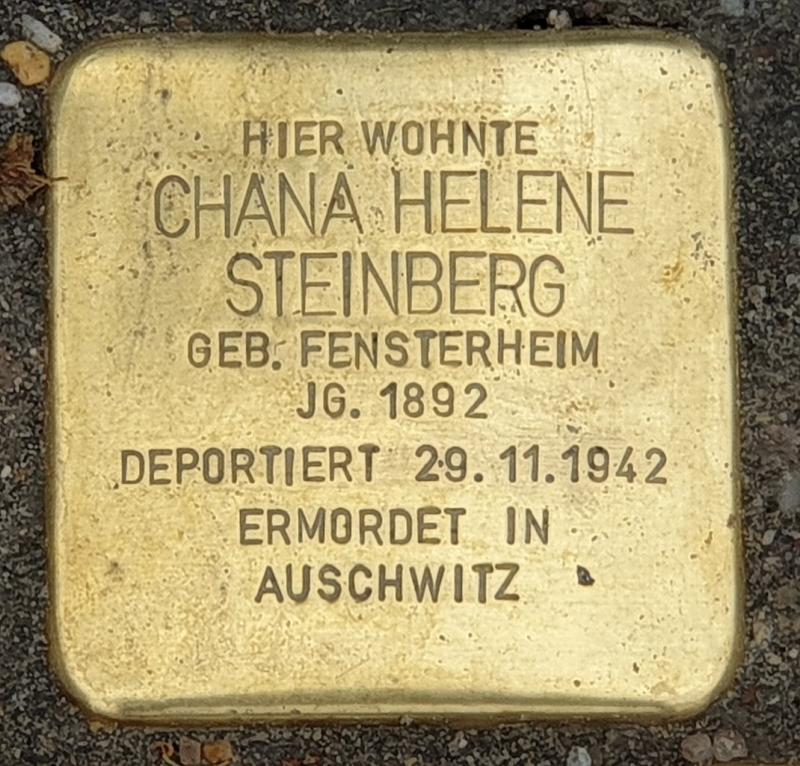 HIER WOHNTE
CHANA HELENE
STEINBERG
GEB. FENSTERHEIM
JG. 1892
DEPORTIERT 29.11.1942
ERMORDET IN
AUSCHWITZ